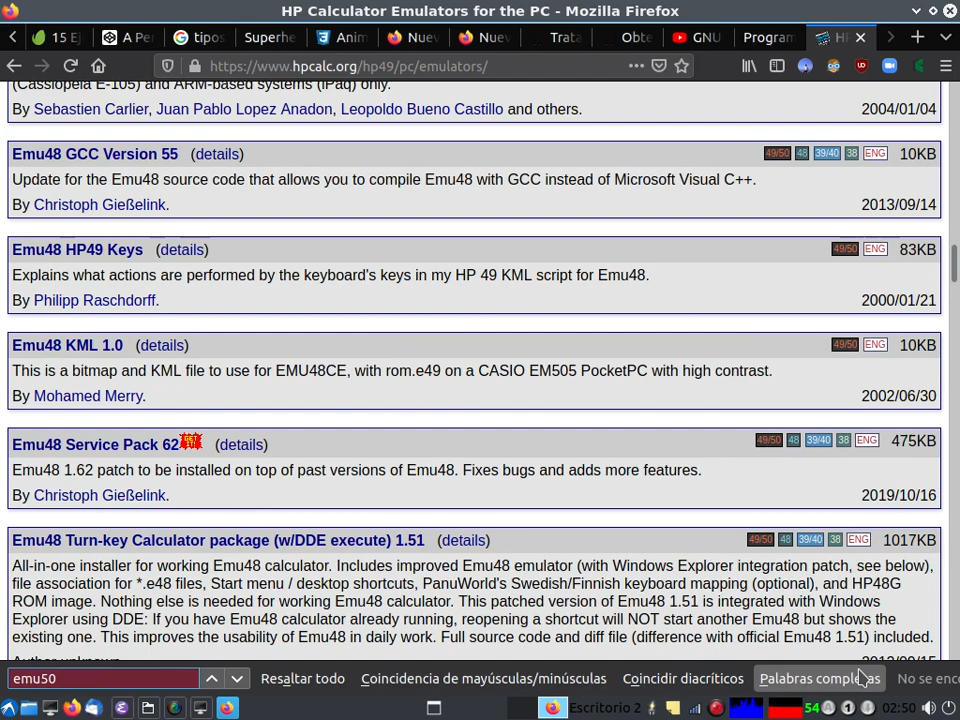 HP Calculator Emulators for the PC - Mozilla Firefox
15 Ej
A Per
tipos
Superhe
Anim
Nuev
Nuev
Trata
Obte
GNU
Program
HP
https://www.hpcalc.org/hp49/pc/emulators/
(Cassiopeia E-105) and ARM-based systems (iPaq) only.
By Sebastien Carlier, Juan Pablo Lopez Anadon, Leopoldo Bueno Castillo and others. 2004/01/04
Emu48 GCC Version 55 (details) 49/50 48 39/40 38 ENG 10KB
Update for the Emu48 source code that allows you to compile Emu48 with GCC instead of Microsoft Visual C++.
By Christoph Gießelink. 2013/09/14
Emu48 HP49 Keys (details) 49/50 ENG 83KB
Explains what actions are performed by the keyboard's keys in my HP 49 KML script for Emu48.
By Philipp Raschdorff. 2000/01/21
Emu48 KML 1.0 (details) 49/50 ENG 10KB
This is a bitmap and KML file to use for EMU48CE, with rom.e49 on a CASIO EM505 PocketPC with high contrast.
By Mohamed Merry. 2002/06/30
Emu48 Service Pack 62 (details) 49/50 48 39/40 38 ENG 475KB
Emu48 1.62 patch to be installed on top of past versions of Emu48. Fixes bugs and adds more features.
By Christoph Gießelink. 2019/10/16
Emu48 Turn-key Calculator package (w/DDE execute) 1.51 (details) 49/50 48 39/40 38 ENG 1017KB
All-in-one installer for working Emu48 calculator. Includes improved Emu48 emulator (with Windows Explorer integration patch, see below),
file association for *.e48 files, Start menu / desktop shortcuts, PanuWorld's Swedish/Finnish keyboard mapping (optional), and HP48G
ROM image. Nothing else is needed for working Emu48 calculator. This patched version of Emu48 1.51 is integrated with Windows
Explorer using DDE: If you have Emu48 calculator already running, reopening a shortcut will NOT start another Emu48 but shows the
existing one. This improves the usability of Emu48 in daily work. Full source code and diff file (difference with official Emu48 1.51) included.
Author unknown. 2012/09/15
emu50 Resaltar todo Coincidencia de mayúsculas/minúsculas Coincidir diacríticos Palabras completas No se enco
Escritorio 2 54 02:50